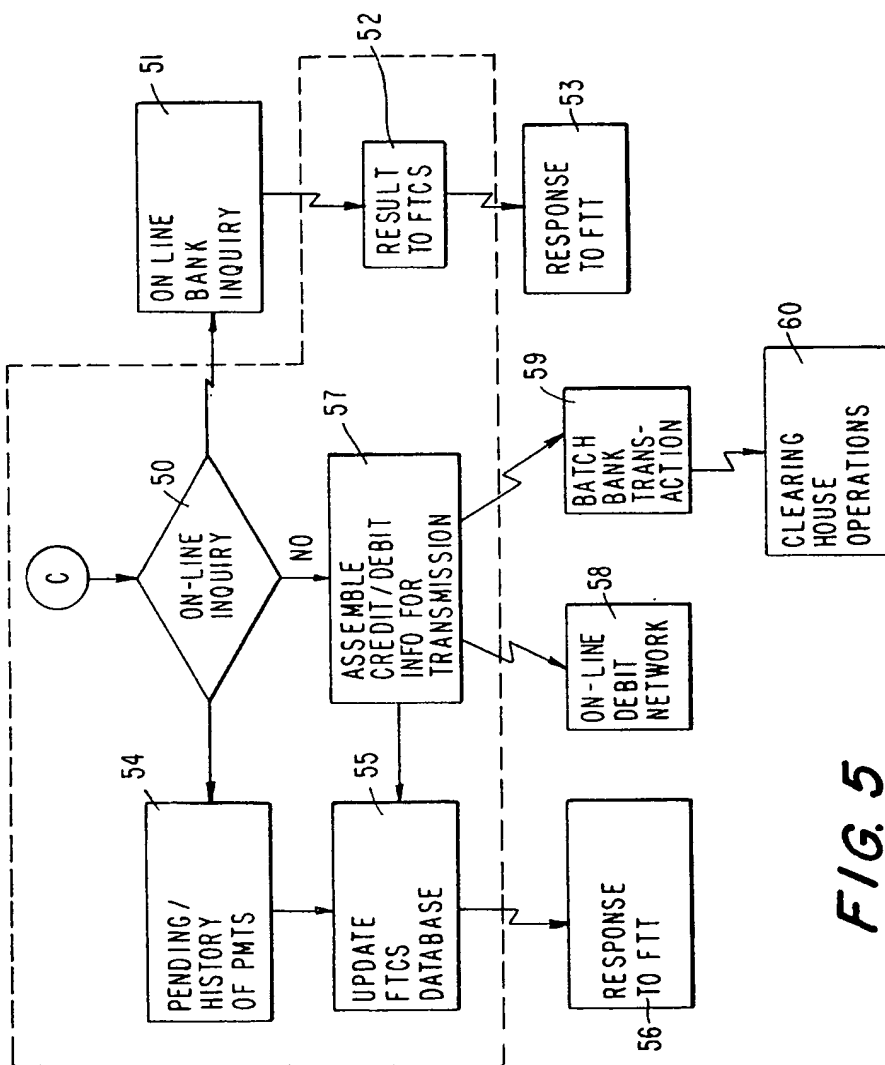 C
50
ON-LINE
INQUIRY
NO
51
ON LINE
BANK
INQUIRY
52
RESULT
TO FTCS
53
RESPONSE
TO FTT
54
PENDING/
HISTORY
OF PMTS
55
UPDATE
FTCS
DATABASE
56
RESPONSE
TO FTT
57
ASSEMBLE
CREDIT/DEBIT
INFO FOR
TRANSMISSION
58
ON-LINE
DEBIT
NETWORK
59
BATCH
BANK
TRANS-
ACTION
60
CLEARING
HOUSE
OPERATIONS
FIG. 5